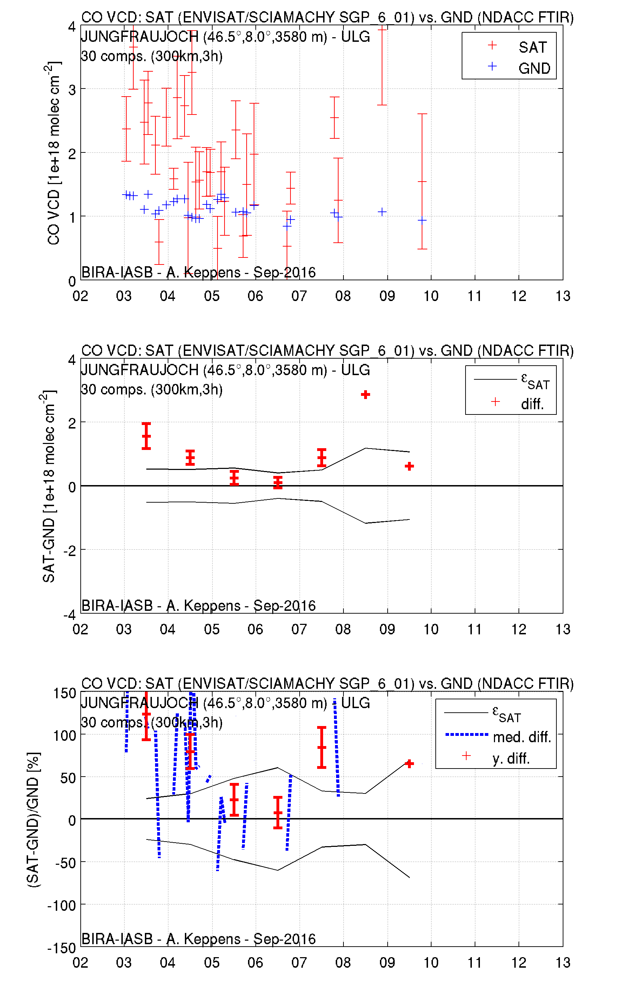 CO VCD: SAT (ENVISAT/SCIAMACHY SGP_6_01) vs. GND (NDACC FTIR)
JUNGFRAUJOCH (46.5°,8.0°,3580 m) - ULG
30 comps. (300km,3h)
SAT
GND
CO VCD [1e+18 molec cm-2]
4
3
2
1
0
BIRA-IASB - A. Keppens - Sep-2016
02 03 04 05 06 07 08 09 10 11 12 13
CO VCD: SAT (ENVISAT/SCIAMACHY SGP_6_01) vs. GND (NDACC FTIR)
JUNGFRAUJOCH (46.5°,8.0°,3580 m) - ULG
30 comps. (300km,3h)
εSAT
diff.
SAT-GND [1e+18 molec cm-2]
4
2
0
-2
-4
BIRA-IASB - A. Keppens - Sep-2016
02 03 04 05 06 07 08 09 10 11 12 13
CO VCD: SAT (ENVISAT/SCIAMACHY SGP_6_01) vs. GND (NDACC FTIR)
JUNGFRAUJOCH (46.5°,8.0°,3580 m) - ULG
30 comps. (300km,3h)
εSAT
med. diff.
y. diff.
(SAT-GND)/GND [%]
150
100
50
0
-50
-100
-150
BIRA-IASB - A. Keppens - Sep-2016
02 03 04 05 06 07 08 09 10 11 12 13